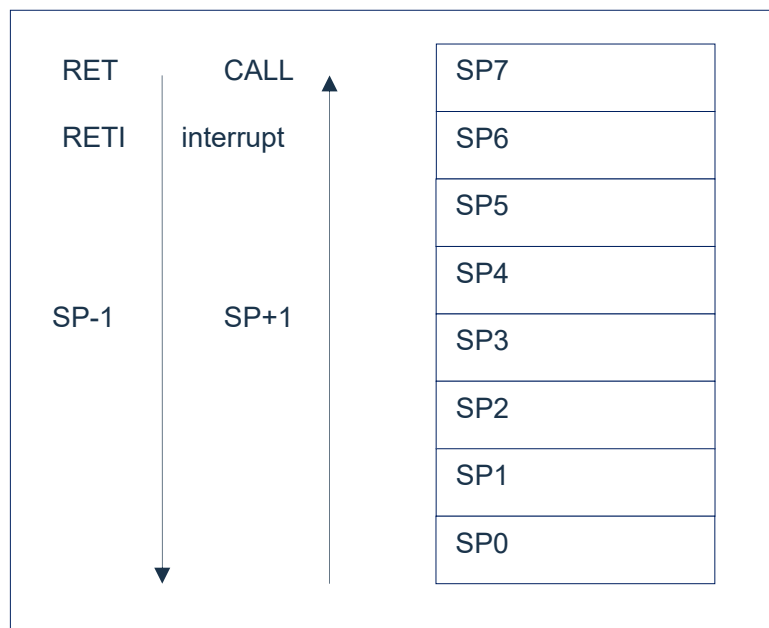 RET CALL SP7
RETI interrupt SP6
SP5
SP4
SP-1 SP+1
SP3
SP2
SP1
SP0